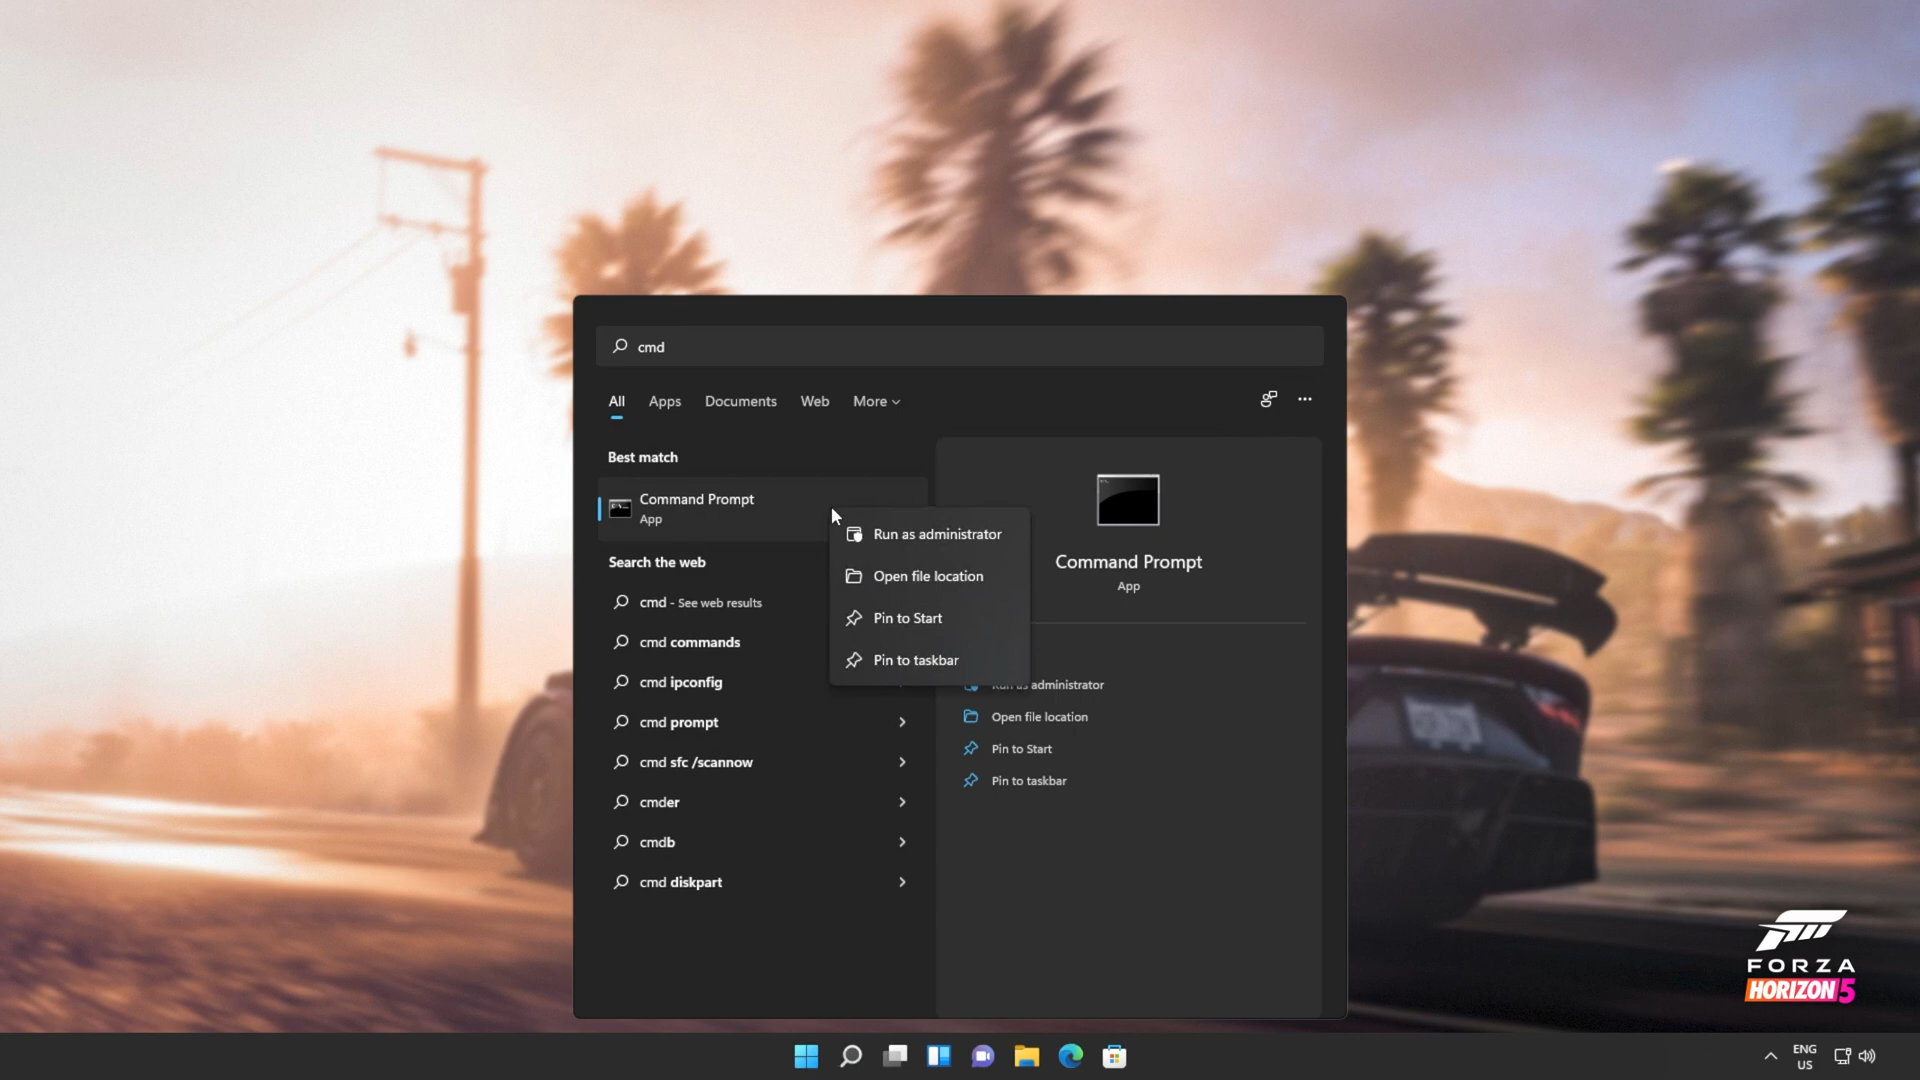 cmd
All Apps Documents Web More
Best match
Command Prompt
App
Search the web
cmd - See web results
cmd commands
cmd ipconfig
cmd prompt
cmd sfc /scannow
cmder
cmdb
cmd diskpart
Run as administrator
Open file location
Pin to Start
Pin to taskbar
Command Prompt
App
Run as administrator
Open file location
Pin to Start
Pin to taskbar
FORZA
HORIZON 5
ENG
US